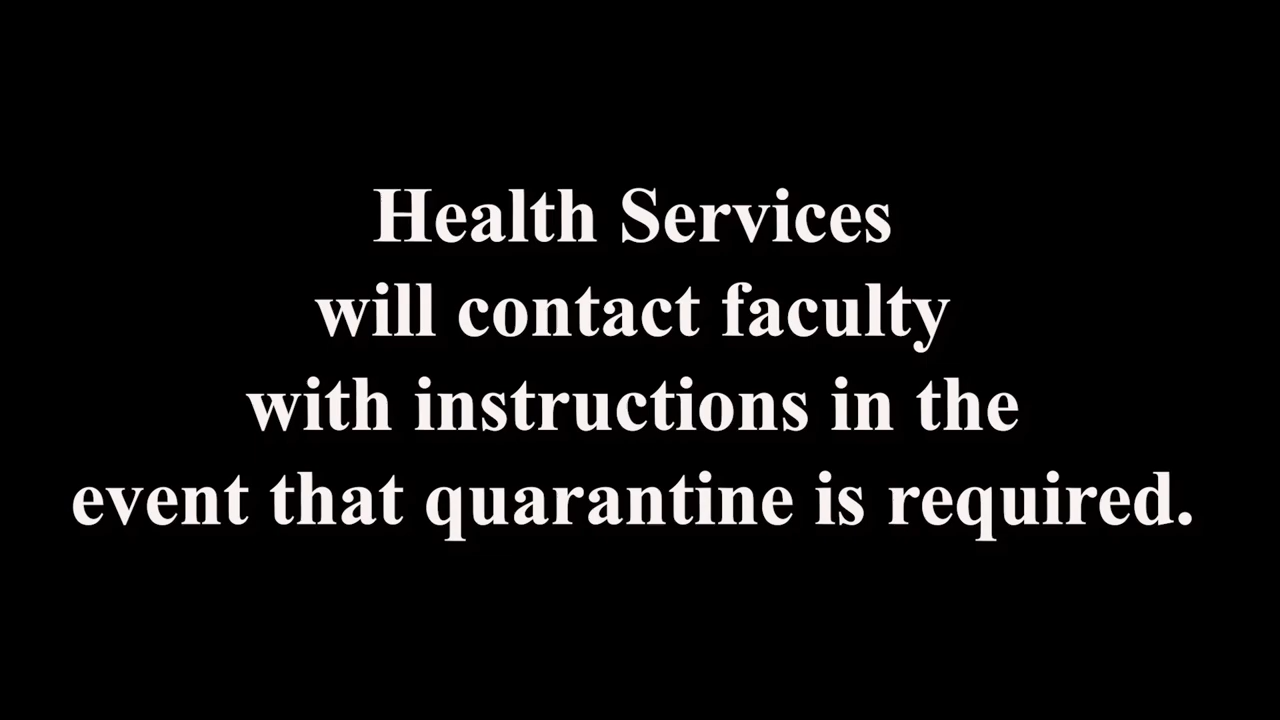 Health Services
will contact faculty
with instructions in the
event that quarantine is required.